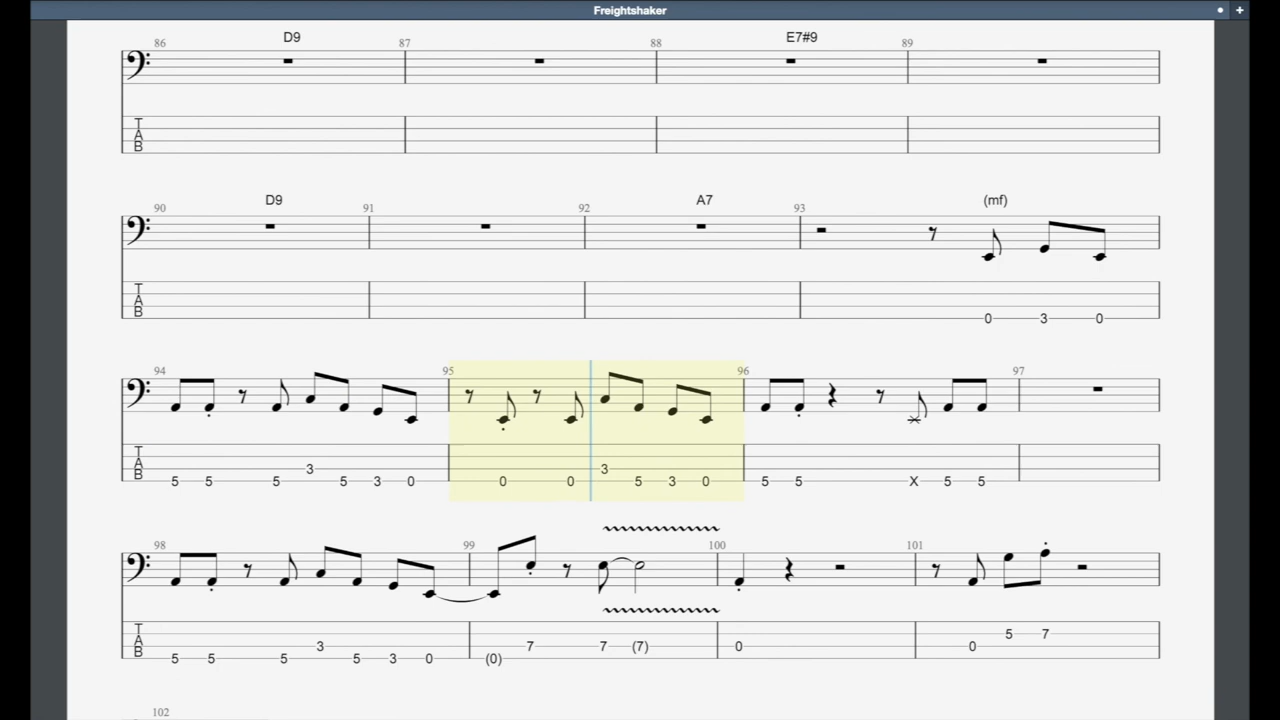 Freightshaker
86 D9 87 88 E7#9 89
T
A
B
90 D9 91 92 A7 93 (mf)
T
A
B 0 3 0
94 95 96 97
T
A 3 3
B 5 5 5 5 3 0 0 0 5 3 0 5 5 X 5 5
98 99 100 101
T 5 7
A 3 7 7 (7) 0 0
B 5 5 5 5 3 0 (0)
102